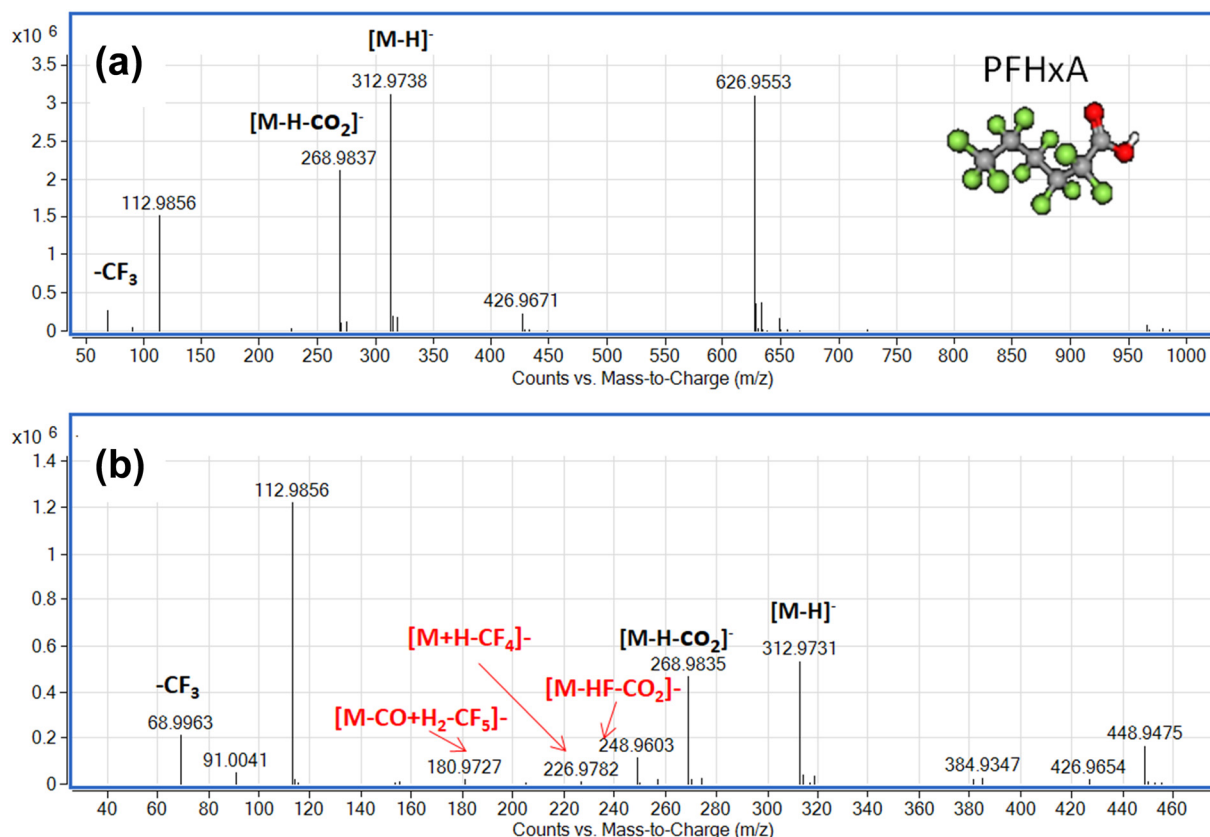 x10 6
(a)
[M-H]-
312.9738
626.9553
PFHxA
[M-H-CO2]-
268.9837
112.9856
-CF3
426.9671
3.5
3
2.5
2
1.5
1
0.5
0
50 100 150 200 250 300 350 400 450 500 550 600 650 700 750 800 850 900 950 1000
Counts vs. Mass-to-Charge (m/z)
x10 6
(b)
112.9856
[M-H]-
312.9731
[M+H-CF4]-
[M-H-CO2]-
268.9835
-CF3
68.9963
[M-HF-CO2]-
[M-CO+H2-CF5]-
248.9603
448.9475
91.0041
180.9727
226.9782
384.9347
426.9654
1.4
1.2
1
0.8
0.6
0.4
0.2
0
40 60 80 100 120 140 160 180 200 220 240 260 280 300 320 340 360 380 400 420 440 460
Counts vs. Mass-to-Charge (m/z)